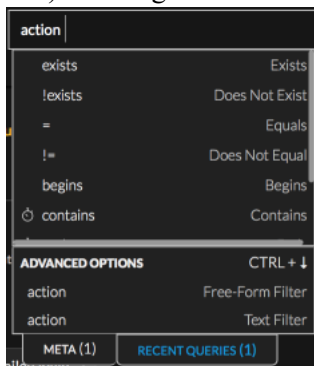 action
exists Exists
!exists Does Not Exist
= Equals
!= Does Not Equal
begins Begins
contains Contains
ADVANCED OPTIONS CTRL + ↓
action Free-Form Filter
action Text Filter
META (1) RECENT QUERIES (1)